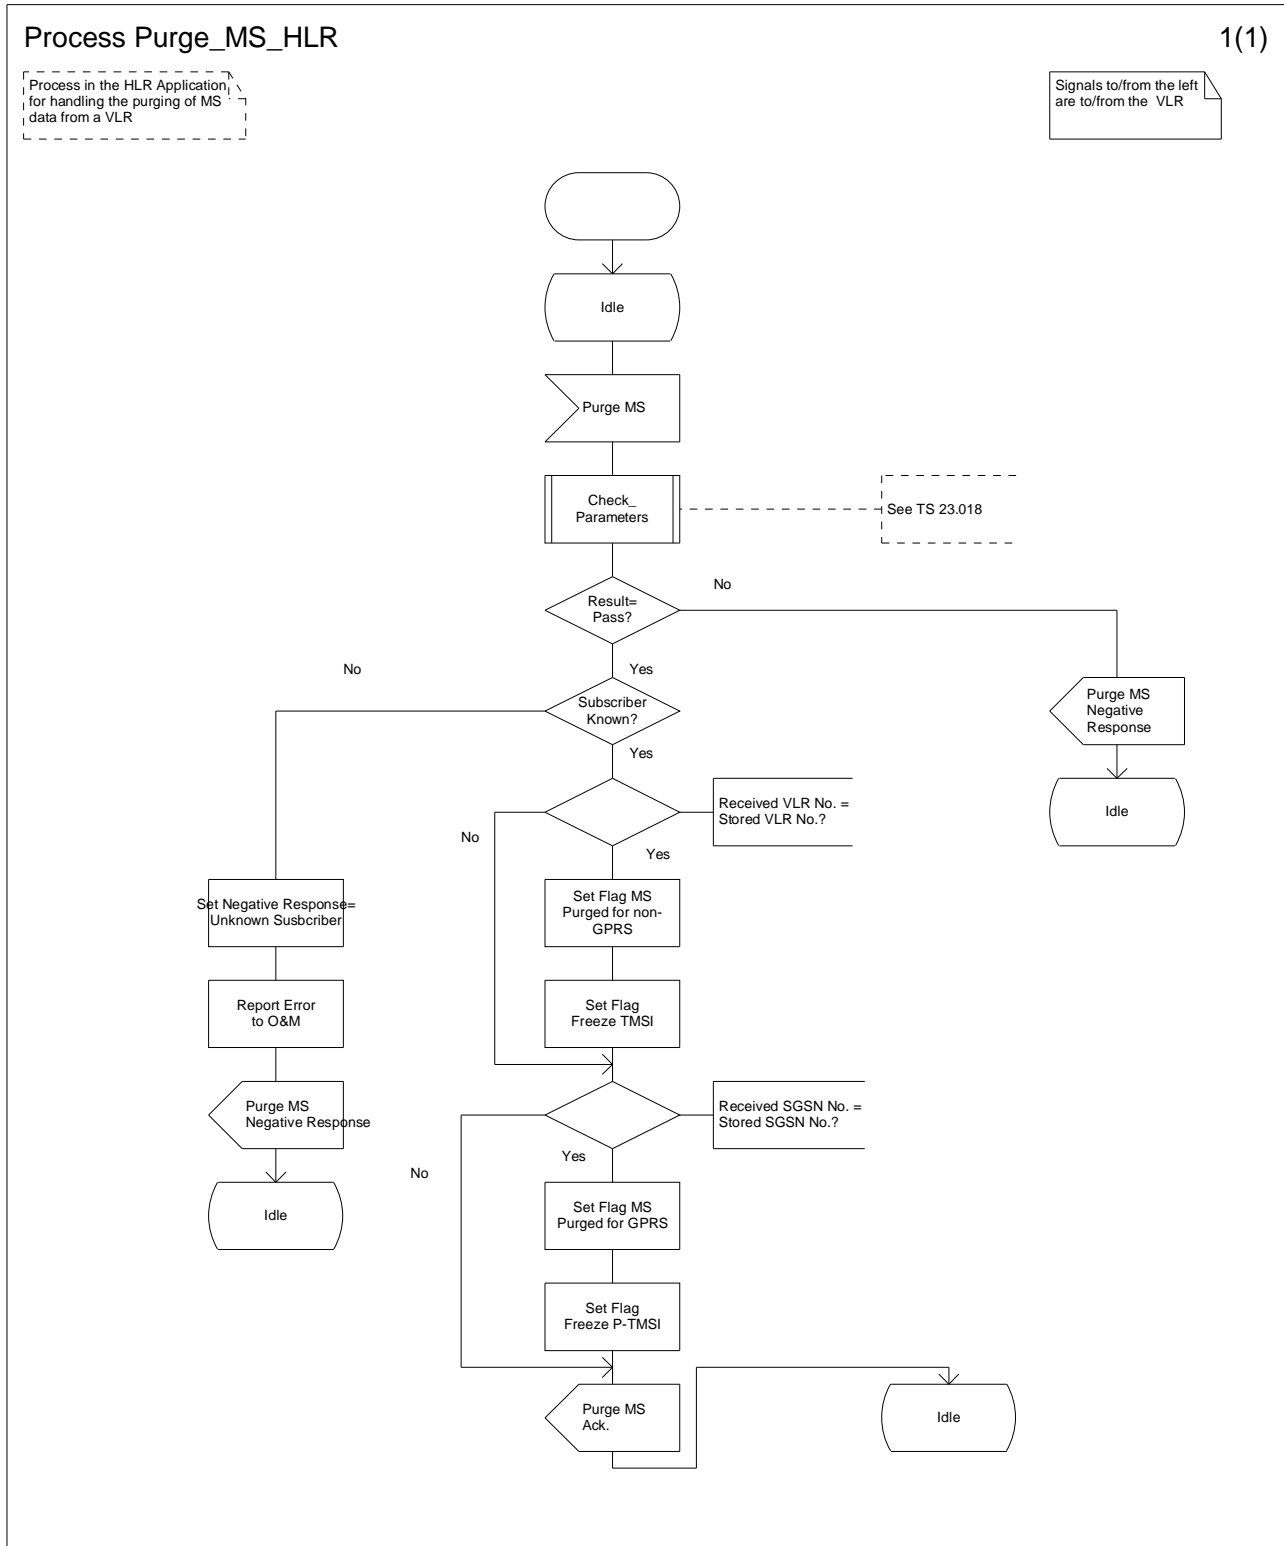 Process Purge_MS_HLR
1(1)
Process in the HLR Application
for handling the purging of MS
data from a VLR
Signals to/from the left
are to/from the VLR
Idle
Purge MS
Check_
Parameters
See TS 23.018
Result=
Pass?
No
Yes
No
Subscriber
Known?
Purge MS
Negative
Response
Yes
Received VLR No. =
Stored VLR No.?
Idle
No
Yes
Set Negative Response=
Unknown Susbcriber
Set Flag MS
Purged for non-
GPRS
Report Error
to O&M
Set Flag
Freeze TMSI
Purge MS
Negative Response
Received SGSN No. =
Stored SGSN No.?
Yes
No
Idle
Set Flag MS
Purged for GPRS
Set Flag
Freeze P-TMSI
Purge MS
Ack.
Idle